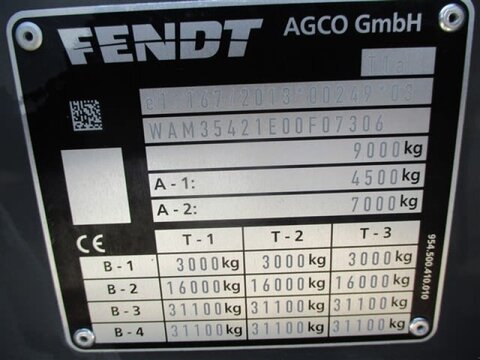 FENDT AGCO GmbH
T1a
e1*167/2013*00249*03
WAM35421E00F07306
9000kg
A - 1: 4500kg
A - 2: 7000kg
CE T - 1 T - 2 T - 3
B - 1 3000kg 3000kg 3000kg
B - 2 16000kg 16000kg 16000kg
B - 3 31100kg 31100kg 31100kg
B - 4 31100kg 31100kg 31100kg
954.500.410.010